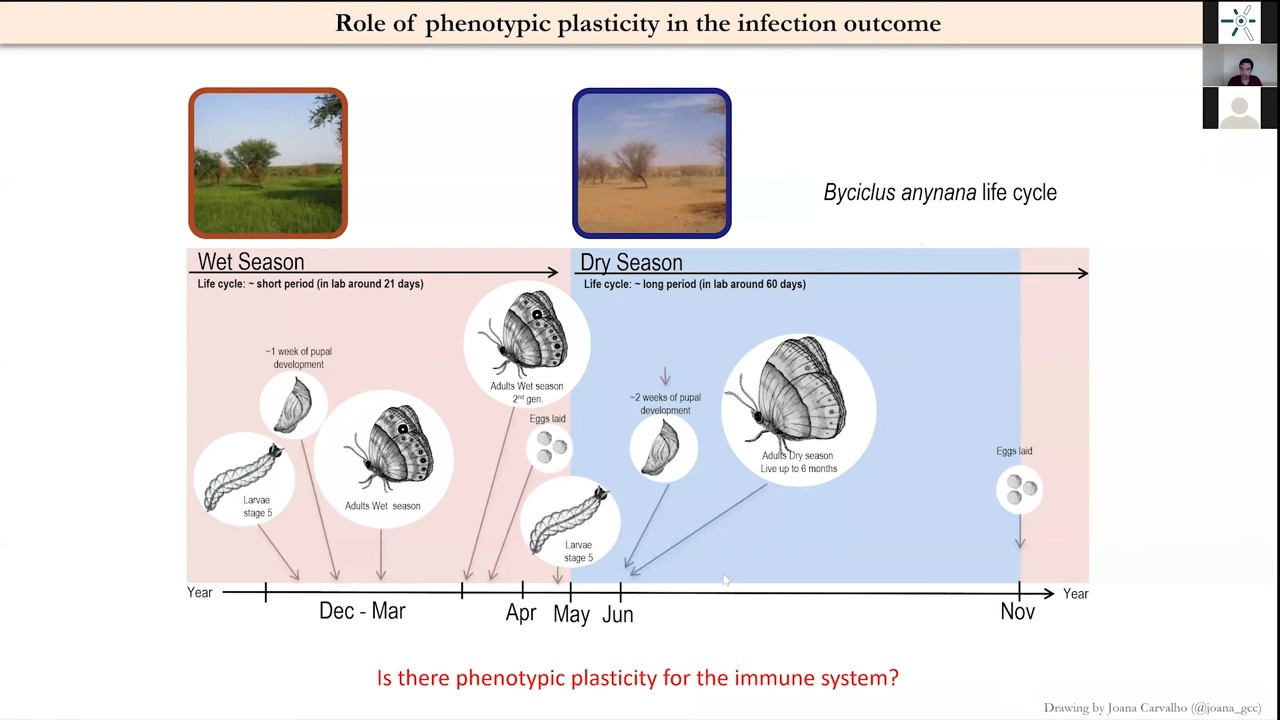 Role of phenotypic plasticity in the infection outcome
Byciclus anynana life cycle
Wet Season
Life cycle: ~ short period (in lab around 21 days)
Dry Season
Life cycle: ~ long period (in lab around 60 days)
~1 week of pupal
development
Larvae
stage 5
Adults Wet season
Adults Wet season
2nd gen.
Eggs laid
Larvae
stage 5
~2 weeks of pupal
development
Adults Dry season
Live up to 6 months
Eggs laid
Year
Dec - Mar
Apr
May
Jun
Nov
Year
Is there phenotypic plasticity for the immune system?
Drawing by Joana Carvalho (@joana_gcc)